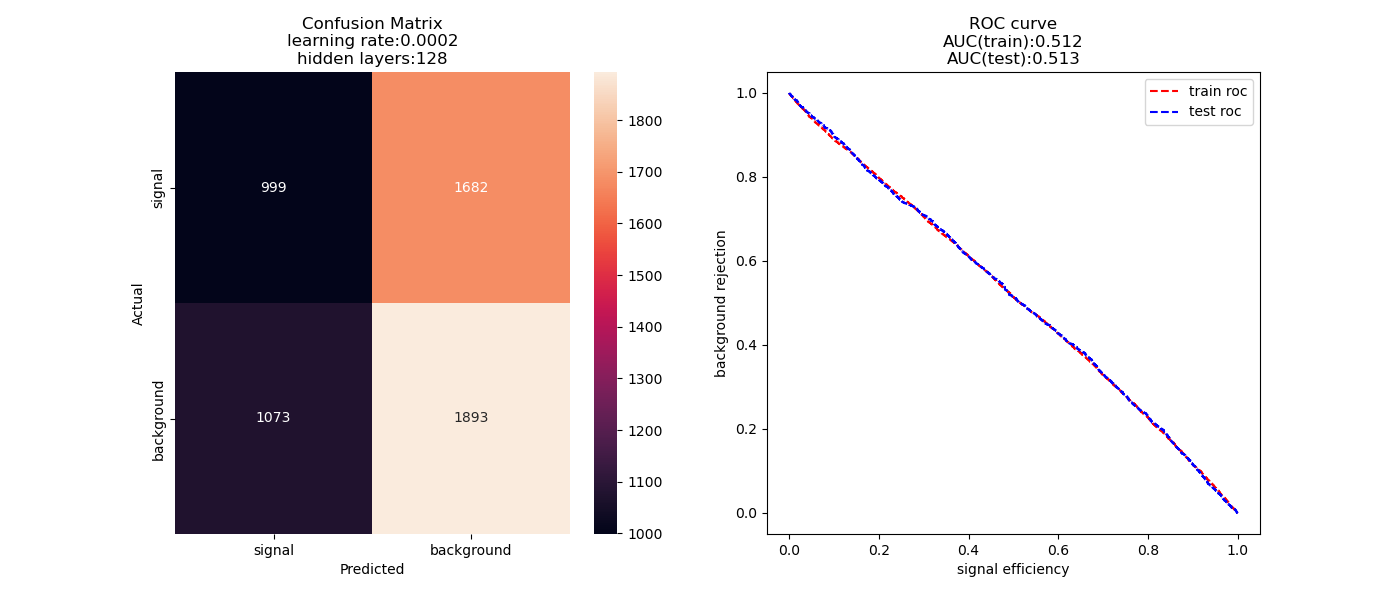 Confusion Matrix
learning rate:0.0002
hidden layers:128
signal
background
Actual
999
1682
1073
1893
signal
background
Predicted
1800
1700
1600
1500
1400
1300
1200
1100
1000
ROC curve
AUC(train):0.512
AUC(test):0.513
train roc
test roc
background rejection
1.0
0.8
0.6
0.4
0.2
0.0
0.0
0.2
0.4
0.6
0.8
1.0
signal efficiency